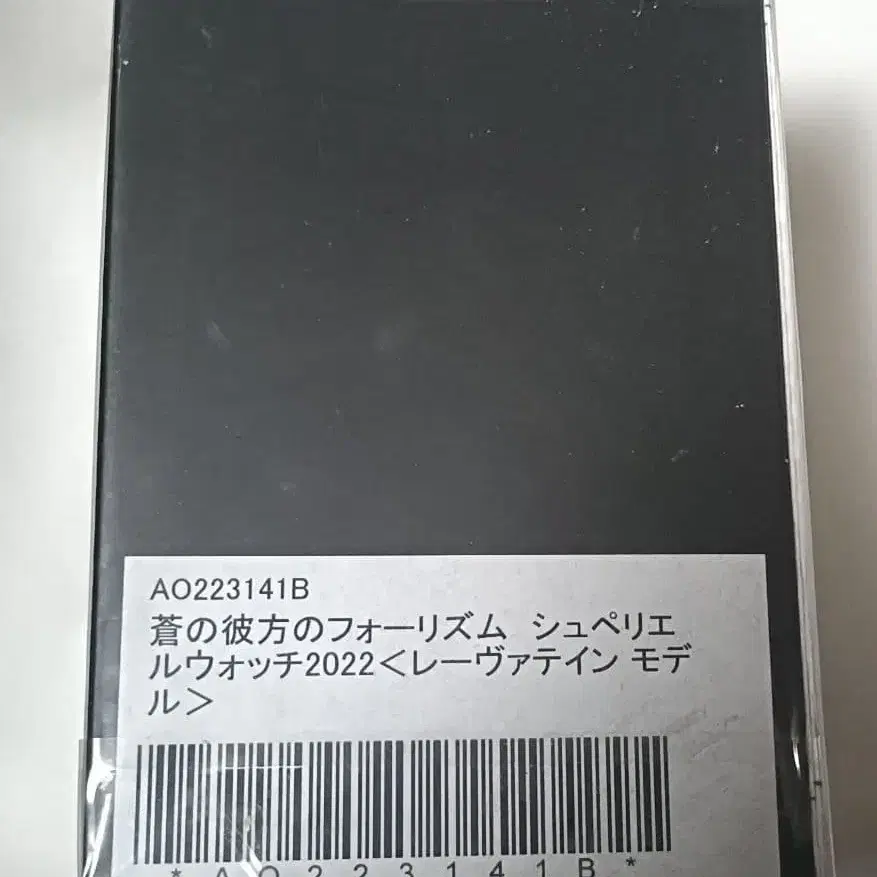 AO223141B
蒼の彼方のフォーリズム シュペリエ
ルウォッチ2022＜レーヴァテイン モデ
ル＞
*AO223141B*